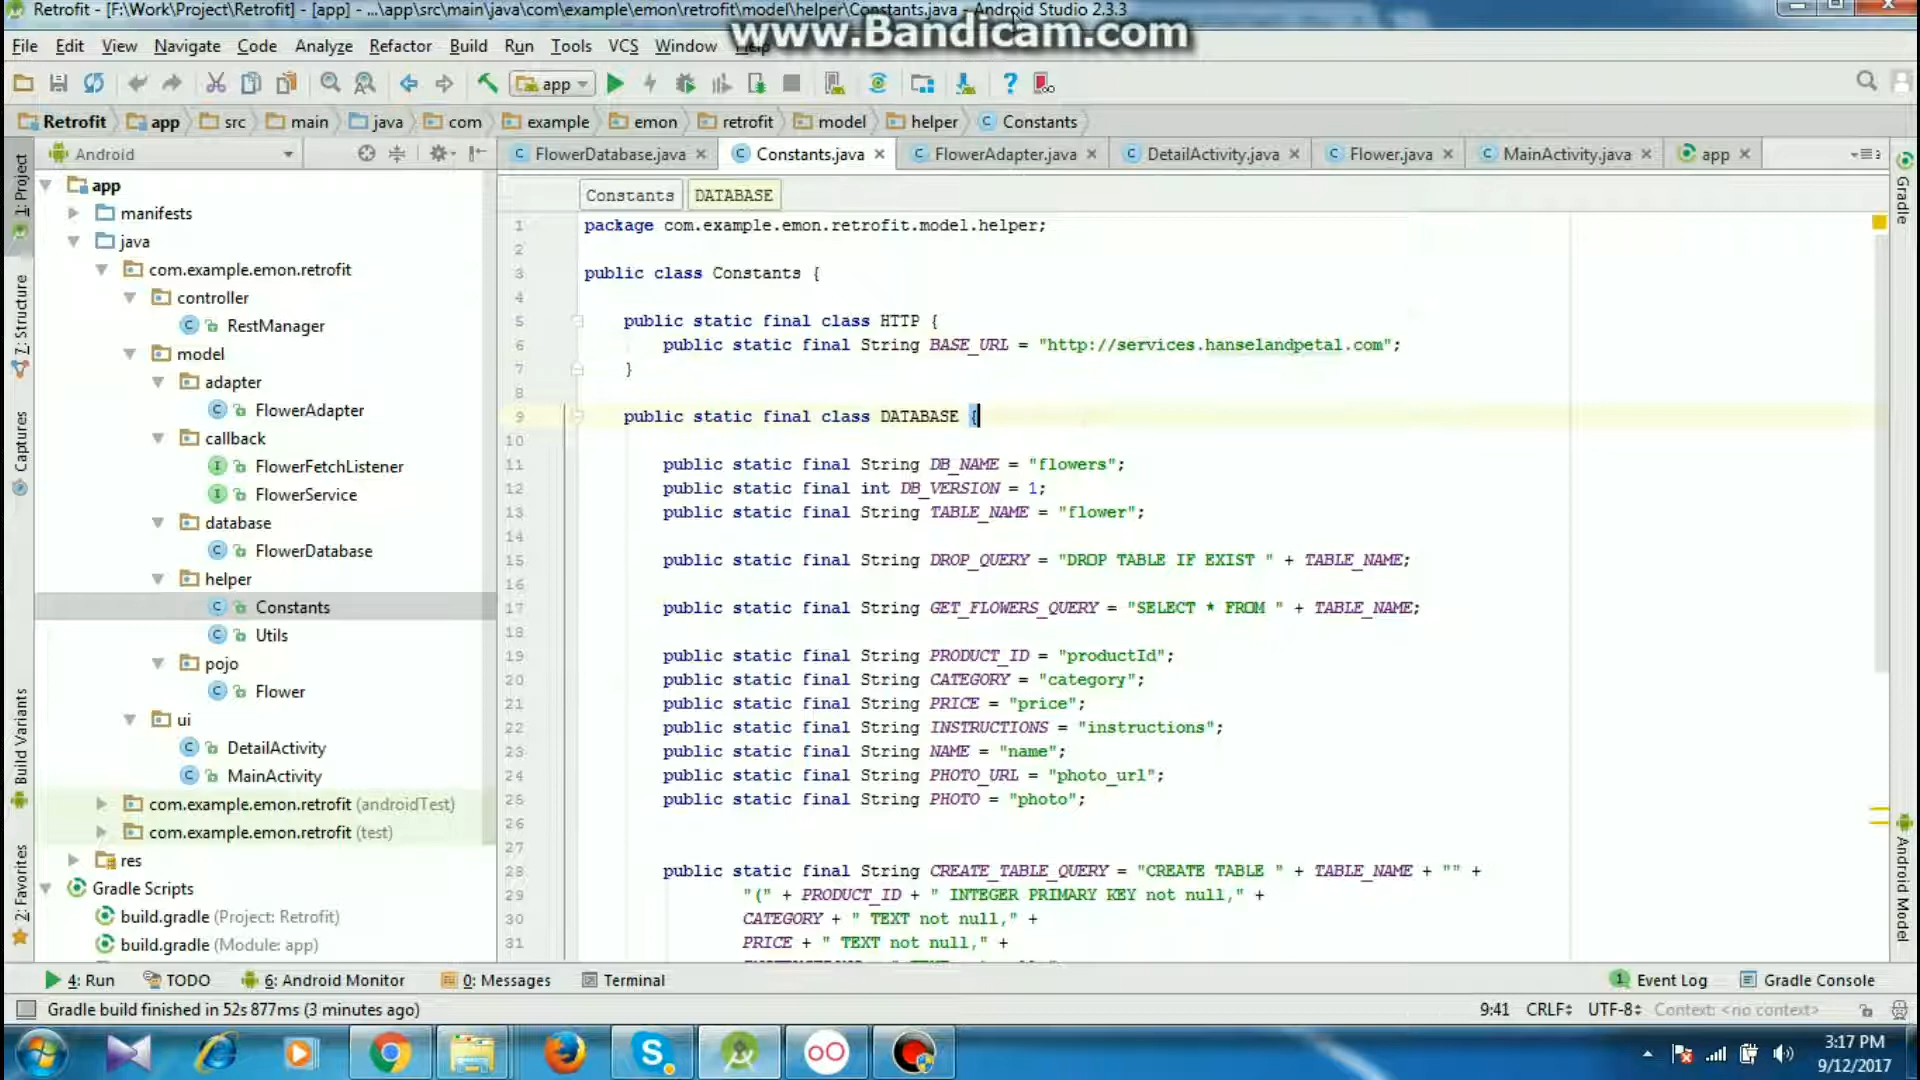 Retrofit - [F:\Work\Project\Retrofit] - [app] - ...\app\src\main\java\com\example\emon\retrofit\model\helper\Constants.java - Android Studio 2.3.3
www.Bandicam.com
File Edit View Navigate Code Analyze Refactor Build Run Tools VCS Window Help
app
Retrofit app src main java com example emon retrofit model helper Constants
Android
FlowerDatabase.java Constants.java FlowerAdapter.java DetailActivity.java Flower.java MainActivity.java app
Constants DATABASE
1: Project
7: Structure
Captures
Build Variants
2: Favorites
app
manifests
java
com.example.emon.retrofit
controller
RestManager
model
adapter
FlowerAdapter
callback
FlowerFetchListener
FlowerService
database
FlowerDatabase
helper
Constants
Utils
pojo
Flower
ui
DetailActivity
MainActivity
com.example.emon.retrofit (androidTest)
com.example.emon.retrofit (test)
res
Gradle Scripts
build.gradle (Project: Retrofit)
build.gradle (Module: app)
1 package com.example.emon.retrofit.model.helper;
2
3 public class Constants {
4
5 public static final class HTTP {
6 public static final String BASE_URL = "http://services.hanselandpetal.com";
7 }
8
9 public static final class DATABASE {
10
11 public static final String DB_NAME = "flowers";
12 public static final int DB_VERSION = 1;
13 public static final String TABLE_NAME = "flower";
14
15 public static final String DROP_QUERY = "DROP TABLE IF EXIST " + TABLE_NAME;
16
17 public static final String GET_FLOWERS_QUERY = "SELECT * FROM " + TABLE_NAME;
18
19 public static final String PRODUCT_ID = "productId";
20 public static final String CATEGORY = "category";
21 public static final String PRICE = "price";
22 public static final String INSTRUCTIONS = "instructions";
23 public static final String NAME = "name";
24 public static final String PHOTO_URL = "photo_url";
25 public static final String PHOTO = "photo";
26
27
28 public static final String CREATE_TABLE_QUERY = "CREATE TABLE " + TABLE_NAME + "" +
29 "(" + PRODUCT_ID + " INTEGER PRIMARY KEY not null," +
30 CATEGORY + " TEXT not null," +
31 PRICE + " TEXT not null," +
Gradle
Android Model
4: Run TODO 6: Android Monitor 0: Messages Terminal 1 Event Log Gradle Console
Gradle build finished in 52s 877ms (3 minutes ago) 9:41 CRLF UTF-8 Context: <no context>
3:17 PM
9/12/2017